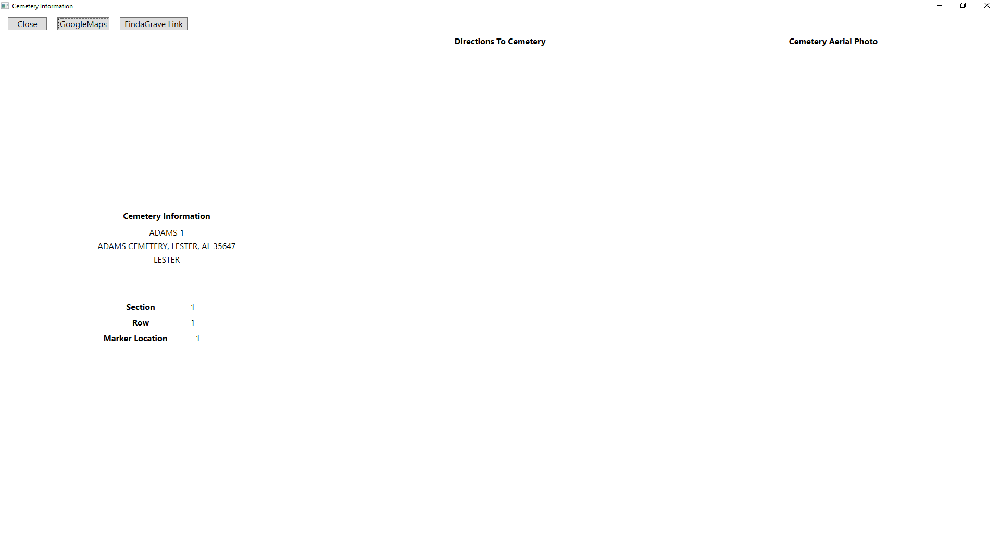 Cemetery Information
Close GoogleMaps FindaGrave Link
Directions To Cemetery Cemetery Aerial Photo
Cemetery Information
ADAMS 1
ADAMS CEMETERY, LESTER, AL 35647
LESTER
Section 1
Row 1
Marker Location 1